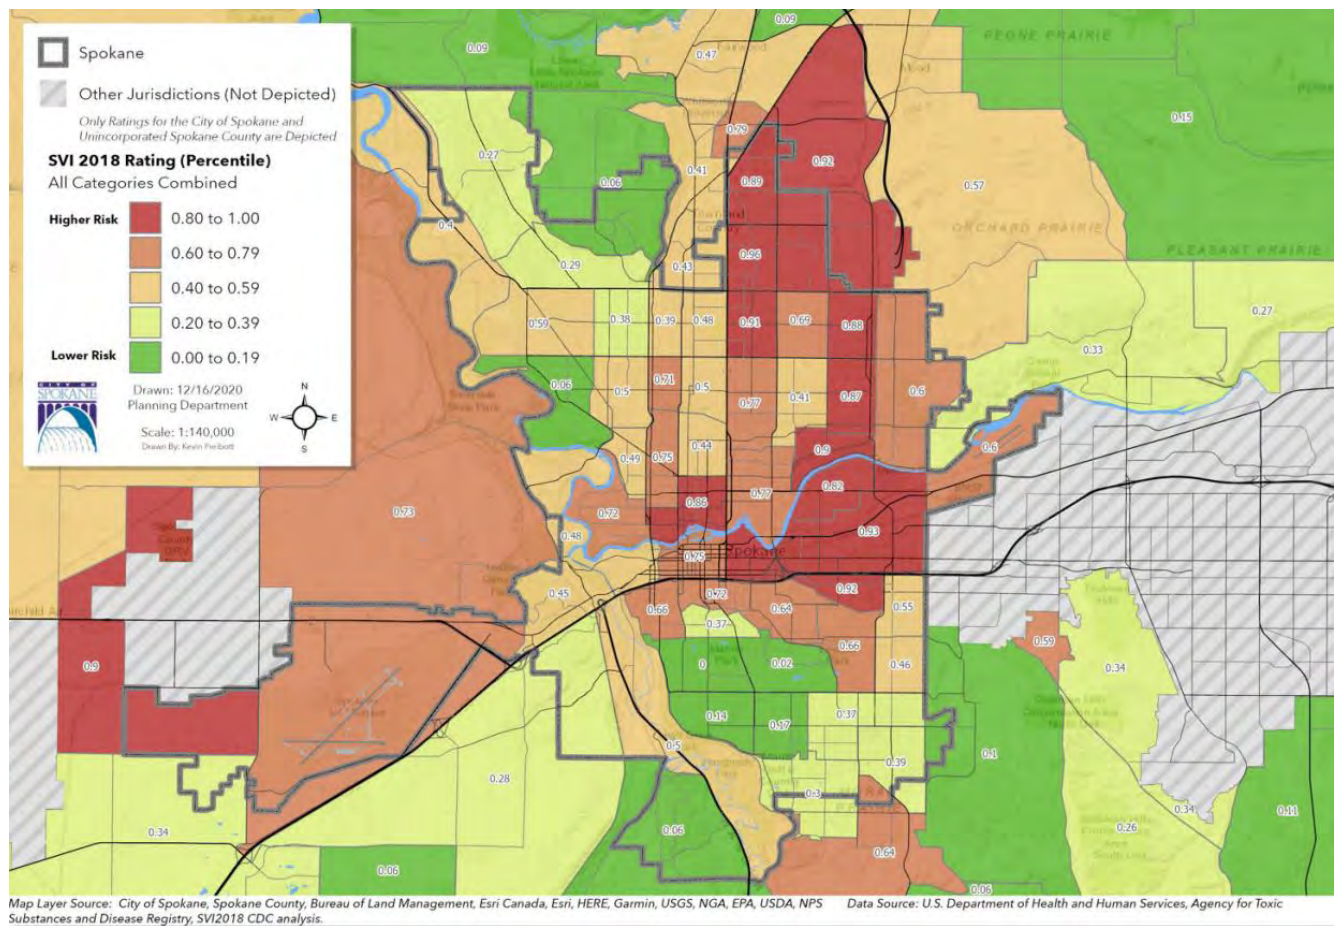 Spokane
Other Jurisdictions (Not Depicted)
Only Ratings for the City of Spokane and
Unincorporated Spokane County are Depicted
SVI 2018 Rating (Percentile)
All Categories Combined
Higher Risk
0.80 to 1.00
0.60 to 0.79
0.40 to 0.59
0.20 to 0.39
Lower Risk
0.00 to 0.19
CITY OF
SPOKANE
Drawn: 12/16/2020
Planning Department
Scale: 1:140,000
Drawn By: Kevin Freibott
N
W
E
S
0.09
0.09
0.47
PEONE PRAIRIE
0.15
0.79
0.27
0.92
0.41
0.06
0.89
0.57
0.4
ORCHARD PRAIRIE
PLEASANT PRAIRIE
0.96
0.29
0.43
0.27
0.59
0.38
0.39
0.48
0.91
0.69
0.88
0.33
0.06
0.71
0.5
0.5
0.77
0.41
0.87
0.6
0.44
0.9
0.6
0.49
0.75
0.82
0.77
0.86
0.73
0.72
0.93
0.48
Spokane
0.75
0.92
0.45
0.72
0.66
0.64
0.55
0.37
0.59
0.66
0.9
0
0.02
0.46
0.34
0.14
0.17
0.37
0.5
0.1
0.39
0.28
0.3
0.34
0.11
0.34
0.06
0.26
0.64
0.06
0.06
Map Layer Source: City of Spokane, Spokane County, Bureau of Land Management, Esri Canada, Esri, HERE, Garmin, USGS, NGA, EPA, USDA, NPS
Data Source: U.S. Department of Health and Human Services, Agency for Toxic
Substances and Disease Registry, SVI2018 CDC analysis.